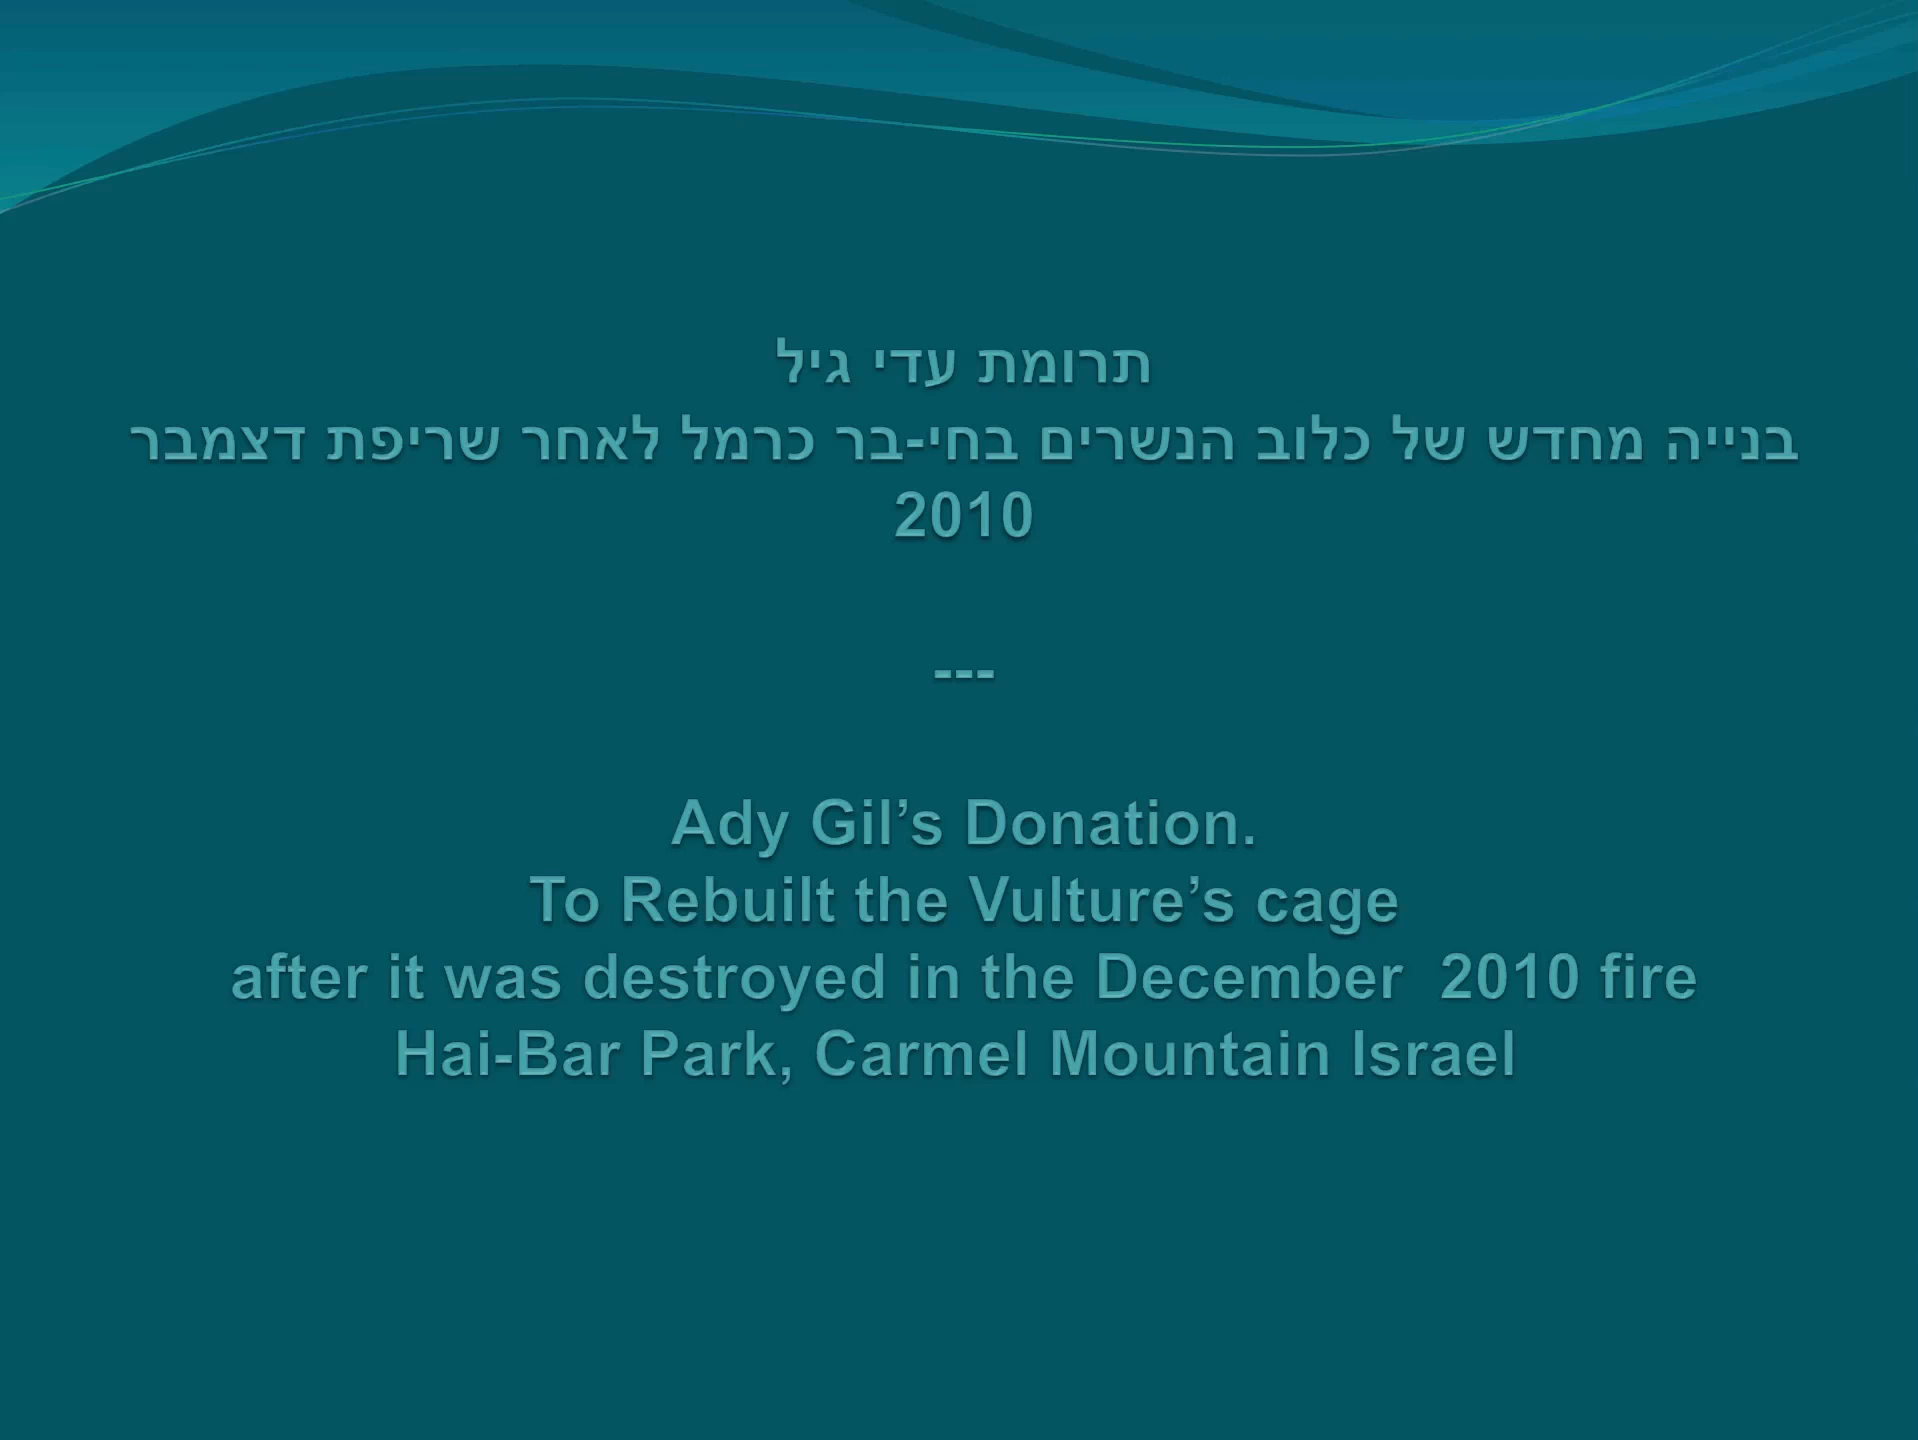 תרומת עדי גיל
בנייה מחדש של כלוב הנשרים בחי-בר כרמל לאחר שריפת דצמבר
2010
---
Ady Gil’s Donation.
To Rebuilt the Vulture’s cage
after it was destroyed in the December  2010 fire
Hai-Bar Park, Carmel Mountain Israel